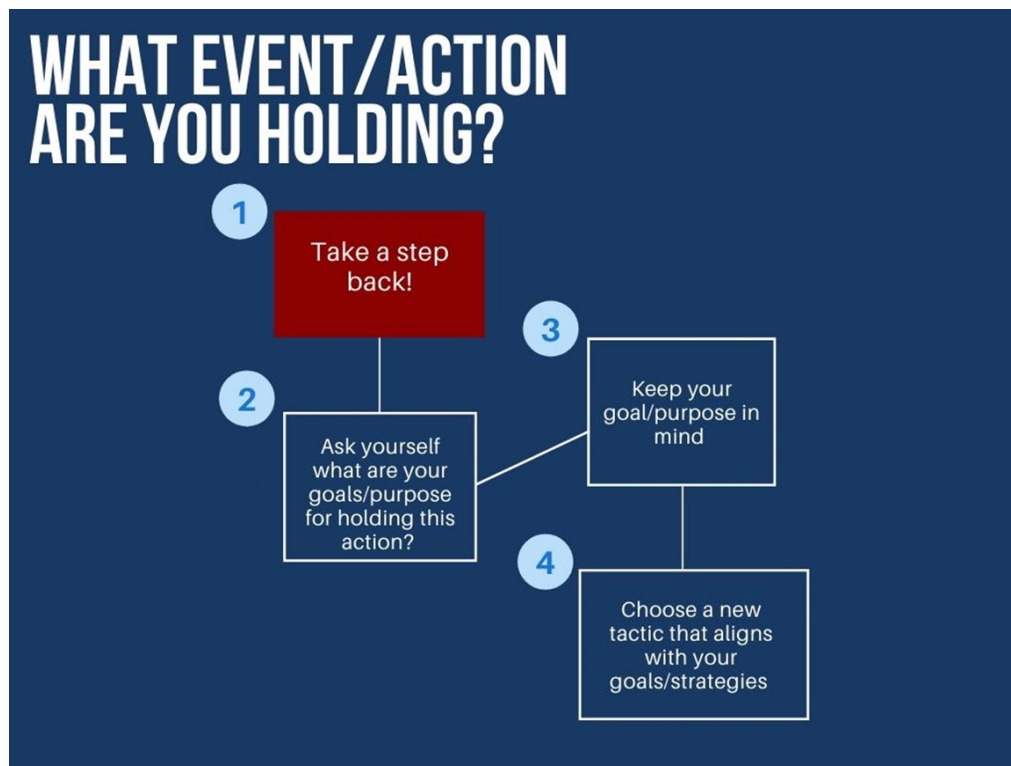 WHAT EVENT/ACTION
ARE YOU HOLDING?
1
Take a step
back!
2
Ask yourself
what are your
goals/purpose
for holding this
action?
3
Keep your
goal/purpose in
mind
4
Choose a new
tactic that aligns
with your
goals/strategies